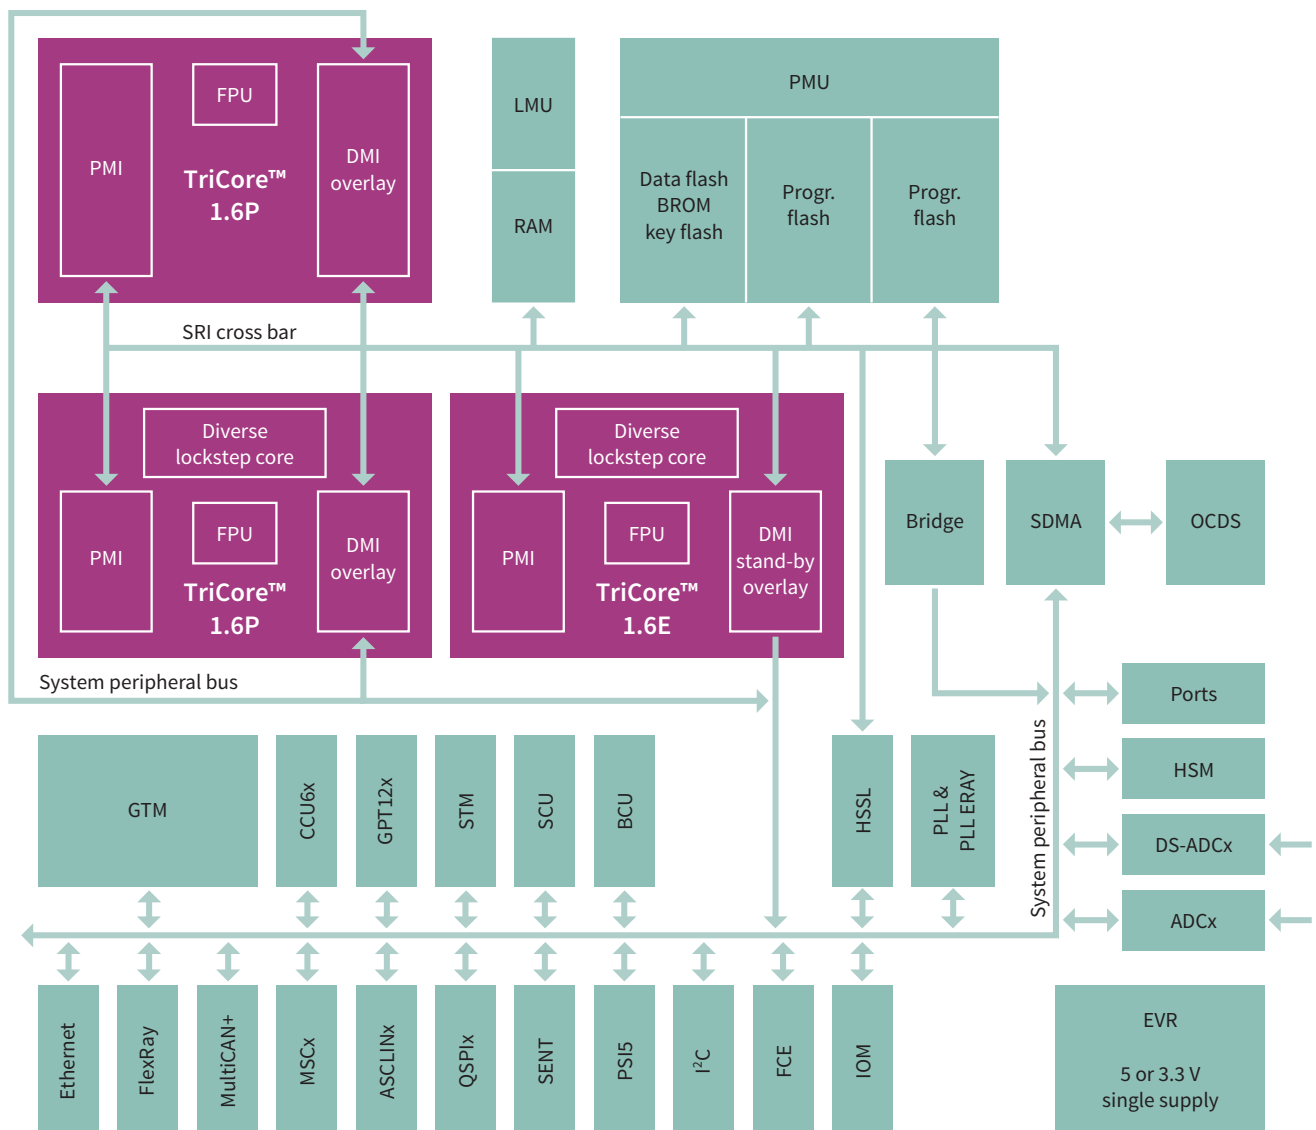 FPU
PMI
TriCore™
1.6P
DMI
overlay
LMU
RAM
PMU
Data flash
BROM
key flash
Progr.
flash
Progr.
flash
SRI cross bar
Diverse
lockstep core
PMI
FPU
TriCore™
1.6P
DMI
overlay
Diverse
lockstep core
PMI
FPU
TriCore™
1.6E
DMI
stand-by
overlay
Bridge
SDMA
OCDS
System peripheral bus
System peripheral bus
Ports
HSM
DS-ADCx
ADCx
GTM
CCU6x
GPT12x
STM
SCU
BCU
HSSL
PLL &
PLL ERAY
Ethernet
FlexRay
MultiCAN+
MSCx
ASCLINx
QSPIx
SENT
PSI5
I²C
FCE
IOM
EVR
5 or 3.3 V
single supply